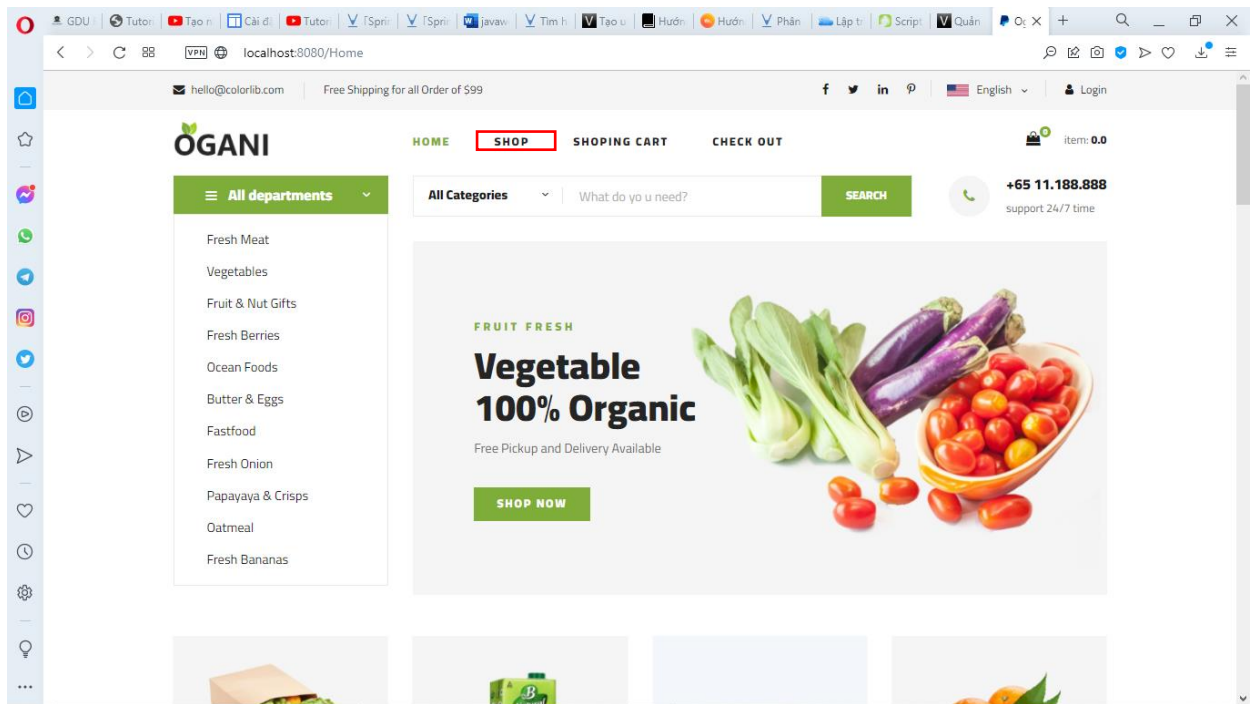 GDU
Tutor
Tạo n
Cài đ
Tutor
[Sprin
[Sprin
javaw
Tìm h
Tạo u
Hướn
Hướn
Phân
Lập tr
Script
Quản
VPN
localhost:8080/Home
hello@colorlib.com
Free Shipping for all Order of $99
English
Login
ÖGANI
HOME
SHOP
SHOPING CART
CHECK OUT
0
item: 0.0
All departments
All Categories
What do yo u need?
SEARCH
+65 11.188.888
support 24/7 time
Fresh Meat
Vegetables
Fruit & Nut Gifts
Fresh Berries
Ocean Foods
Butter & Eggs
Fastfood
Fresh Onion
Papayaya & Crisps
Oatmeal
Fresh Bananas
FRUIT FRESH
Vegetable
100% Organic
Free Pickup and Delivery Available
SHOP NOW